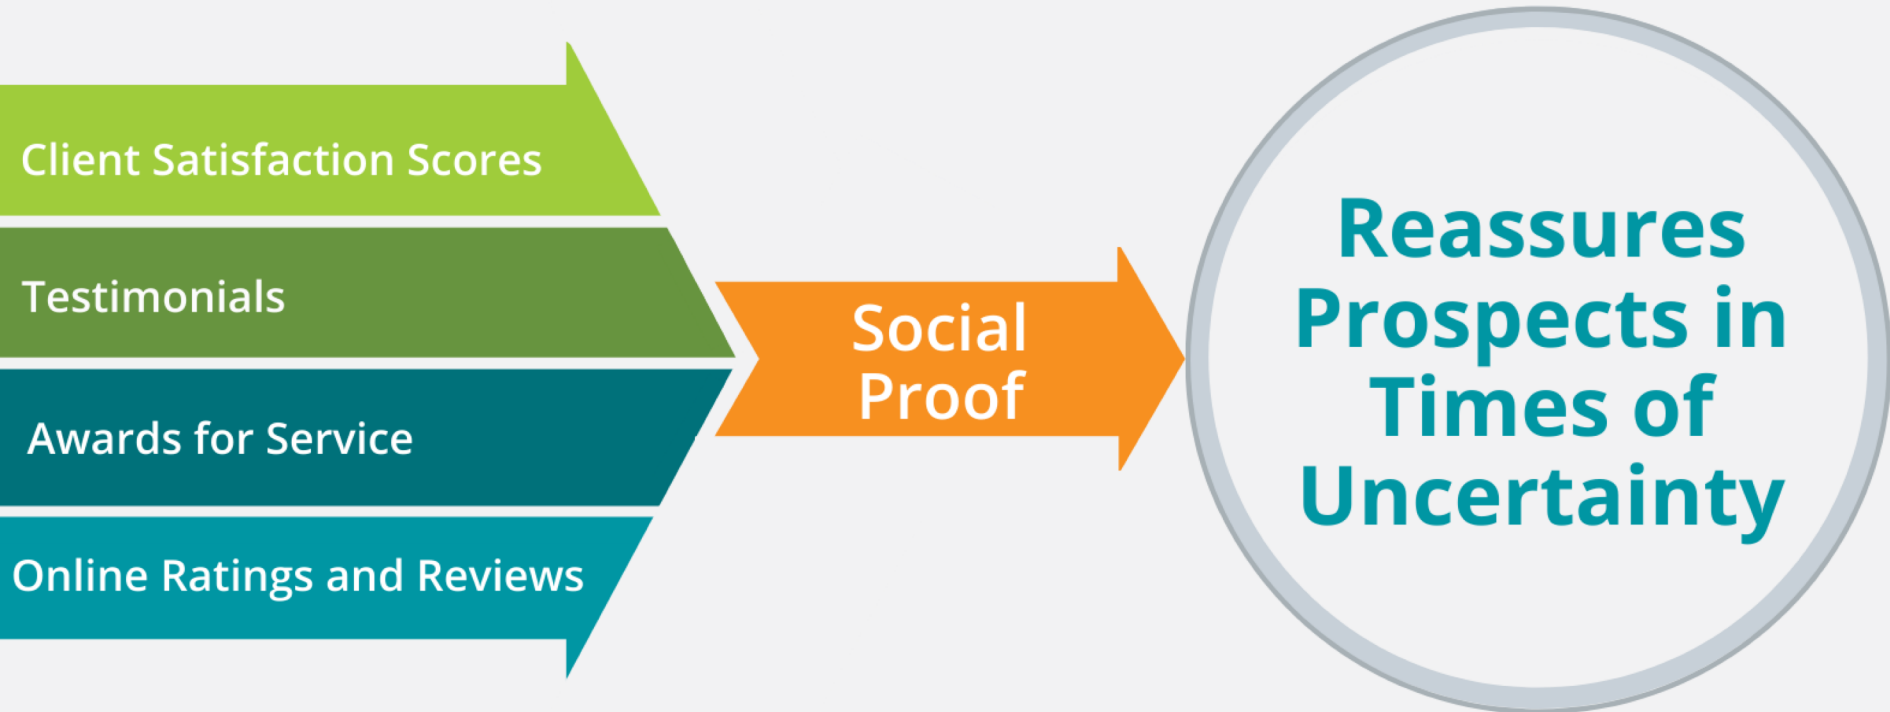 Client Satisfaction Scores
Testimonials
Awards for Service
Online Ratings and Reviews
Social
Proof
Reassures
Prospects in
Times of
Uncertainty